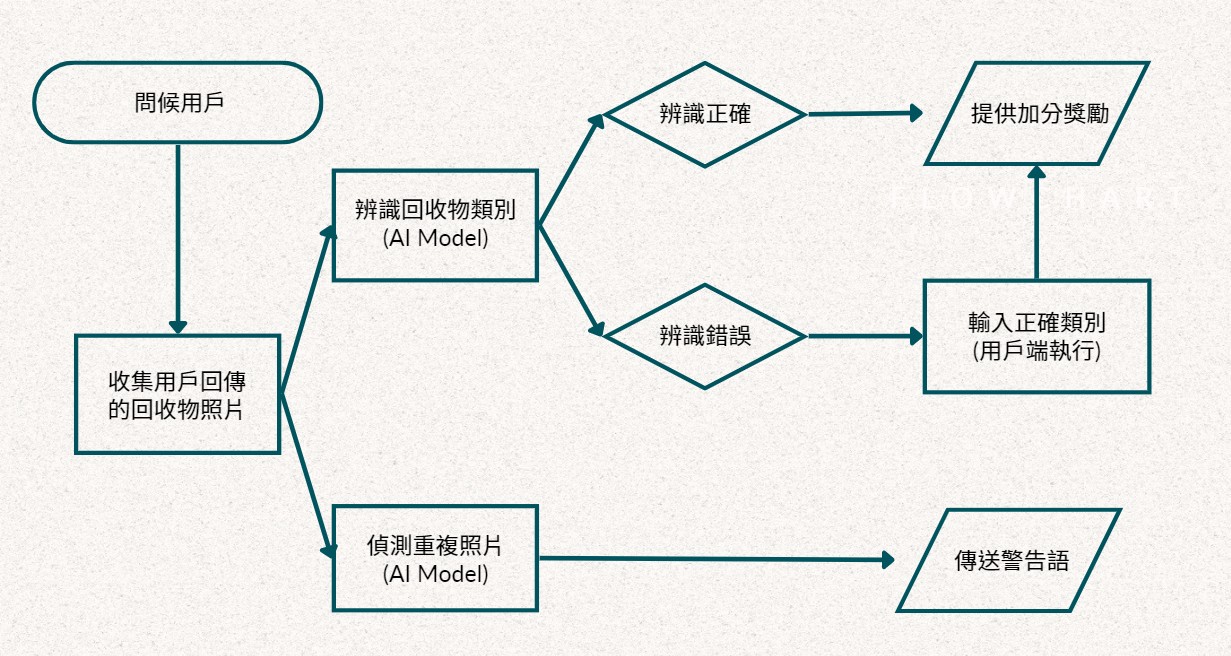 問候用戶
收集用戶回傳
的回收物照片
辨識回收物類別
(AI Model)
辨識正確
提供加分獎勵
辨識錯誤
輸入正確類別
(用戶端執行)
偵測重複照片
(AI Model)
傳送警告語